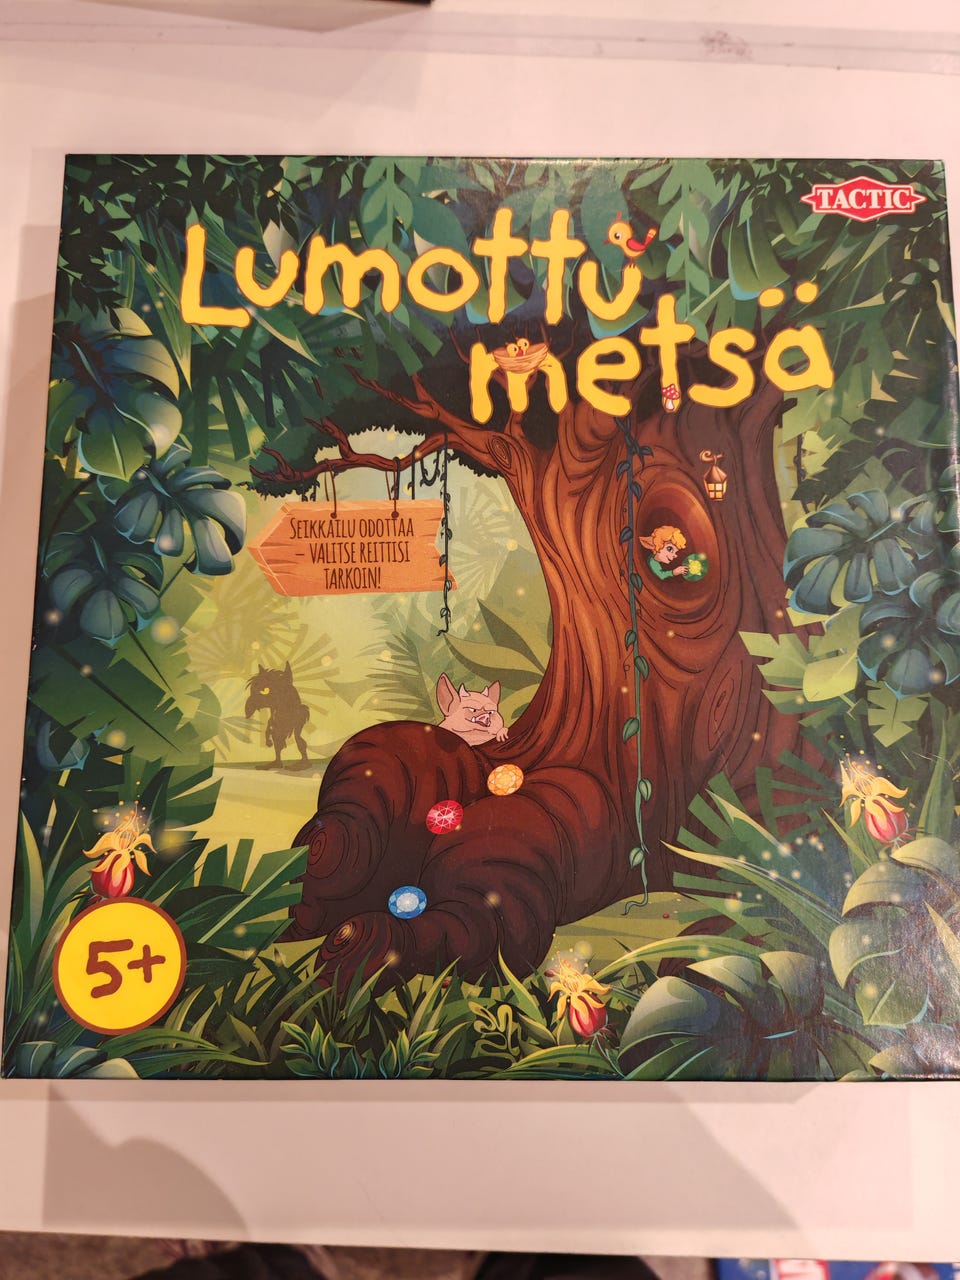 TACTIC
Lumottu
metsä
SEIKKAILU ODOTTAA
– VALITSE REITTISI
TARKOIN!
5+